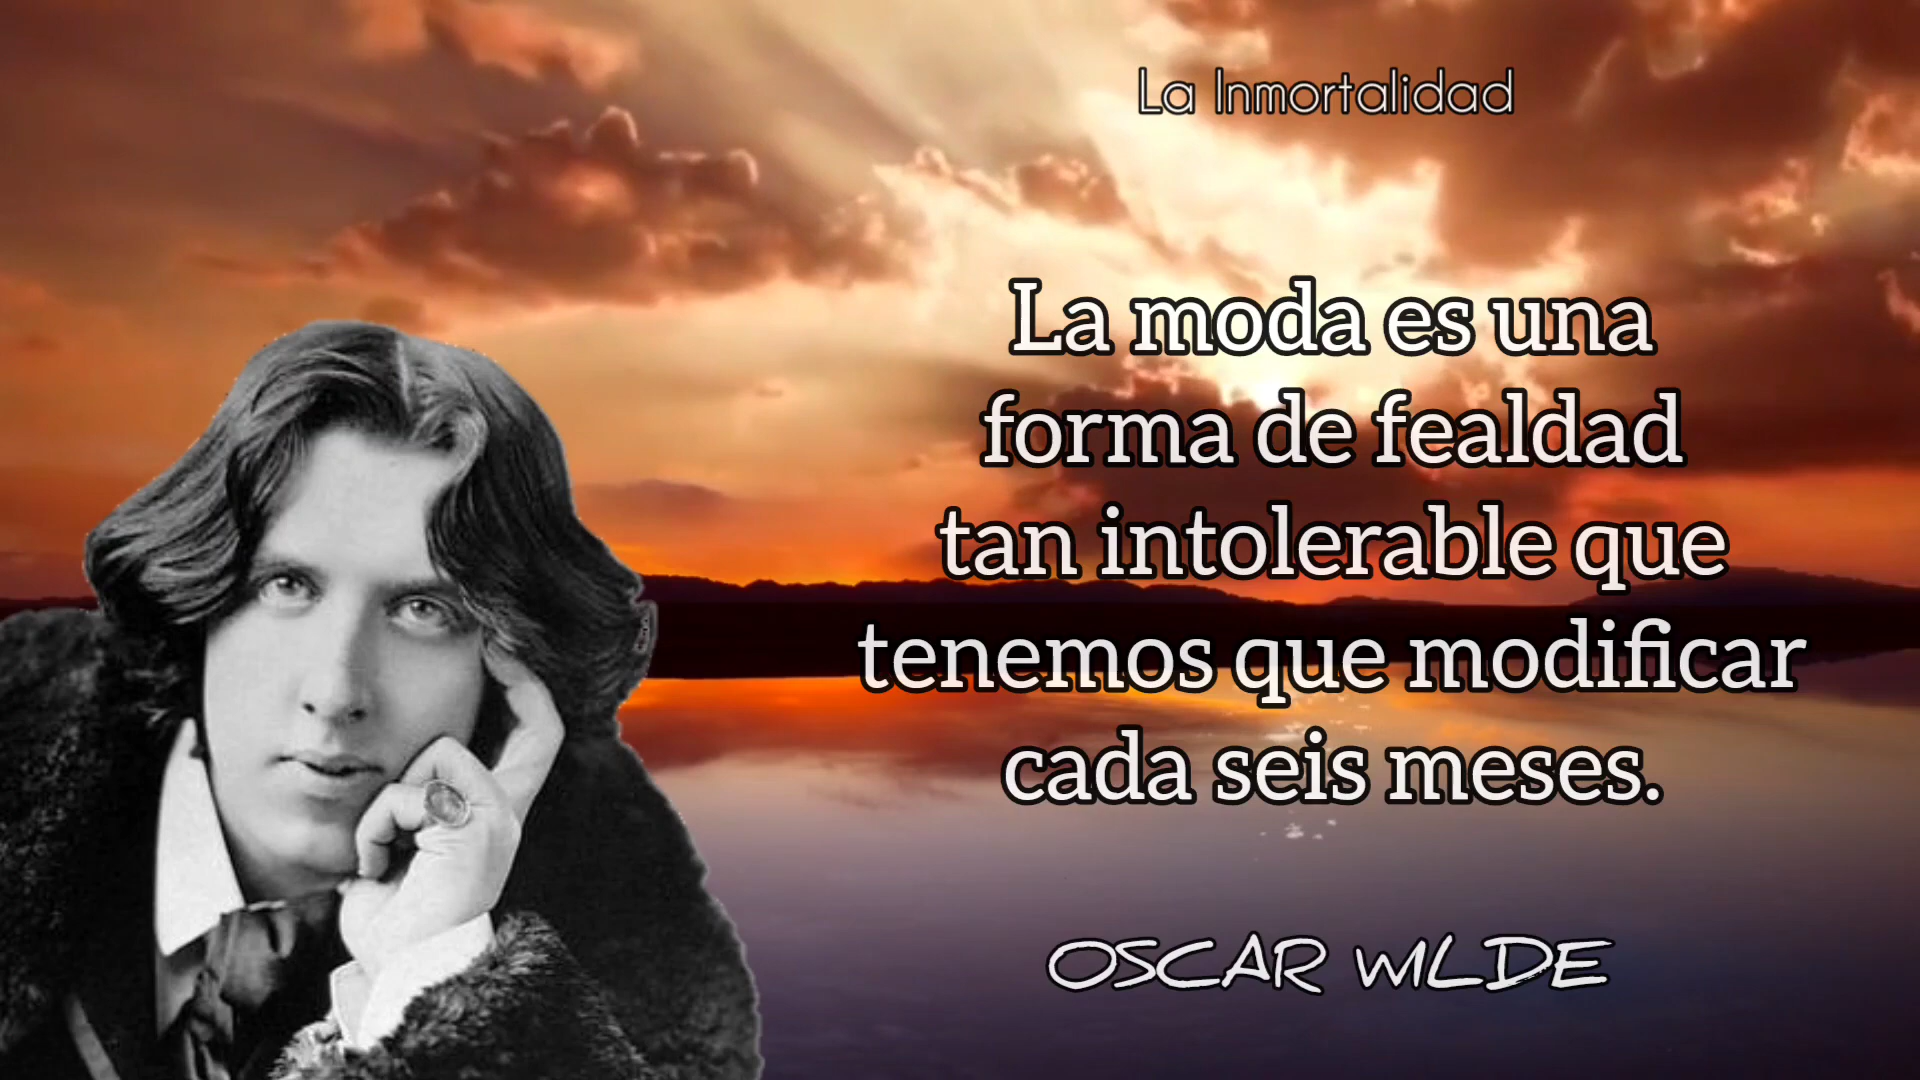 La Inmortalidad
La moda es una
forma de fealdad
tan intolerable que
tenemos que modificar
cada seis meses.
OSCAR WILDE